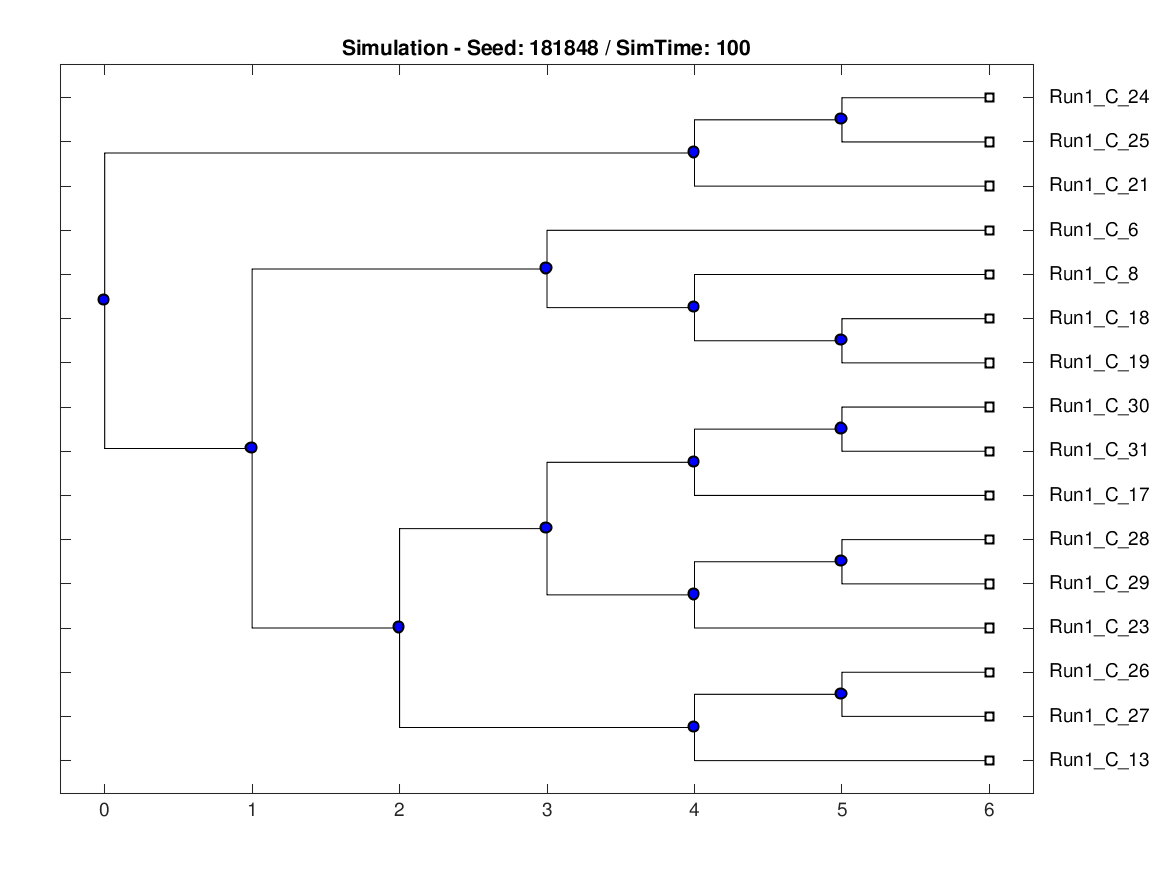 Simulation - Seed: 181848 / SimTime: 100
Run1_C_24
Run1_C_25
Run1_C_21
Run1_C_6
Run1_C_8
Run1_C_18
Run1_C_19
Run1_C_30
Run1_C_31
Run1_C_17
Run1_C_28
Run1_C_29
Run1_C_23
Run1_C_26
Run1_C_27
Run1_C_13
0 1 2 3 4 5 6